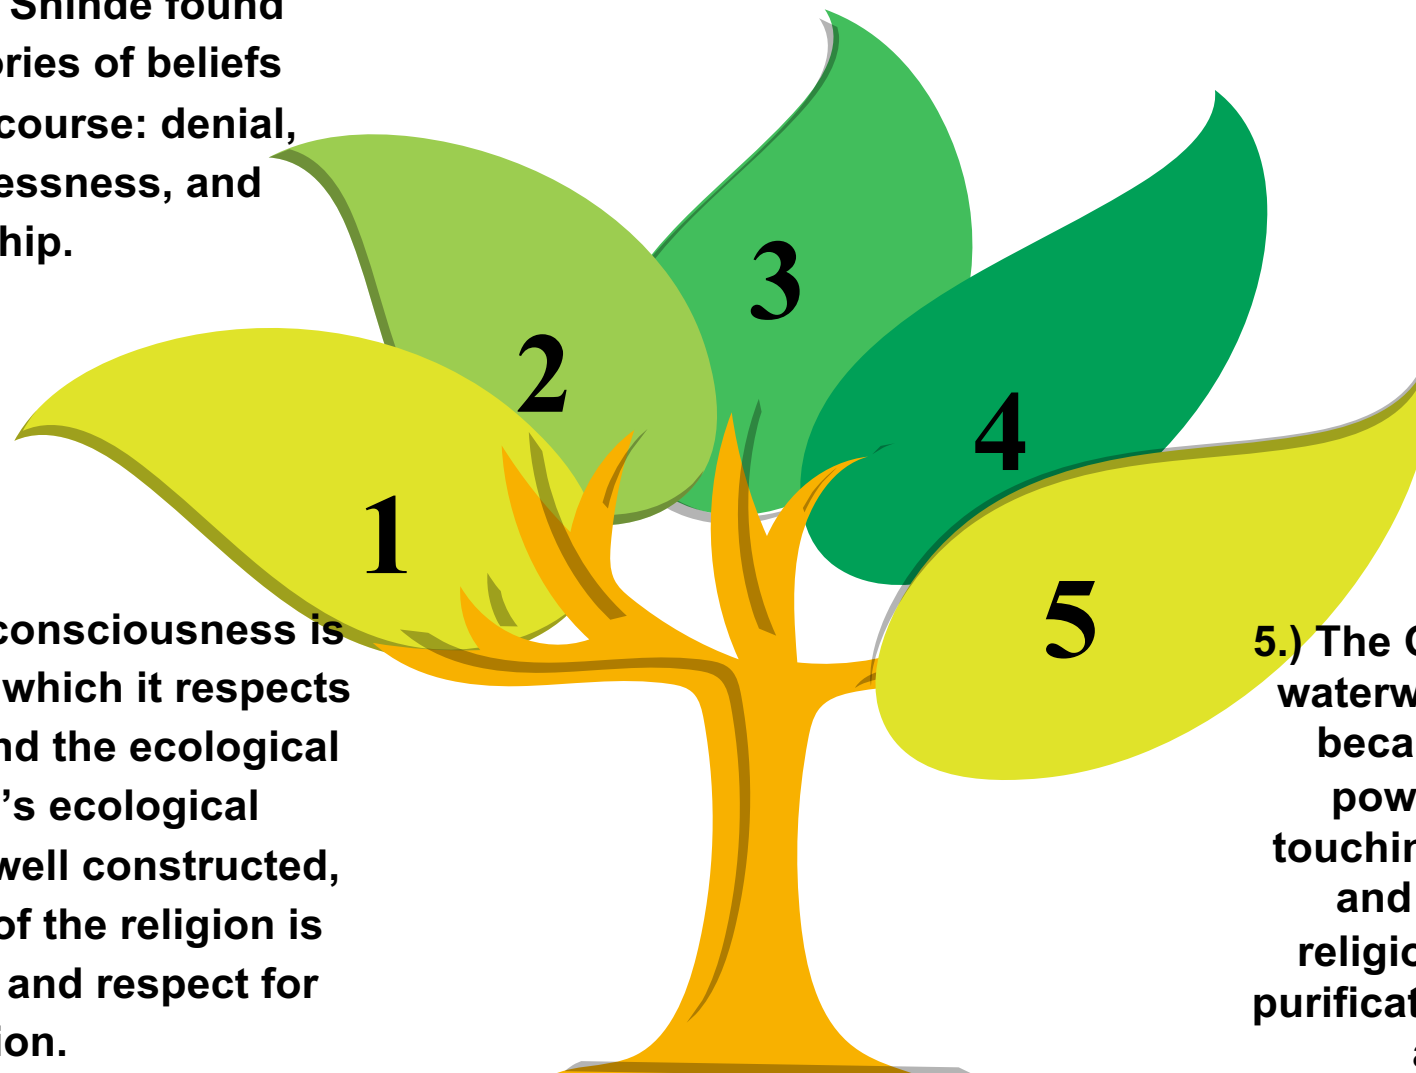 Shinde found
ories of beliefs
course: denial,
essness, and
hip.
3
2
4
1
5
consciousness is
which it respects
nd the ecological
’s ecological
well constructed,
of the religion is
and respect for
ion.
5.) The
waterw
beca
pow
touchin
and
religio
purificat